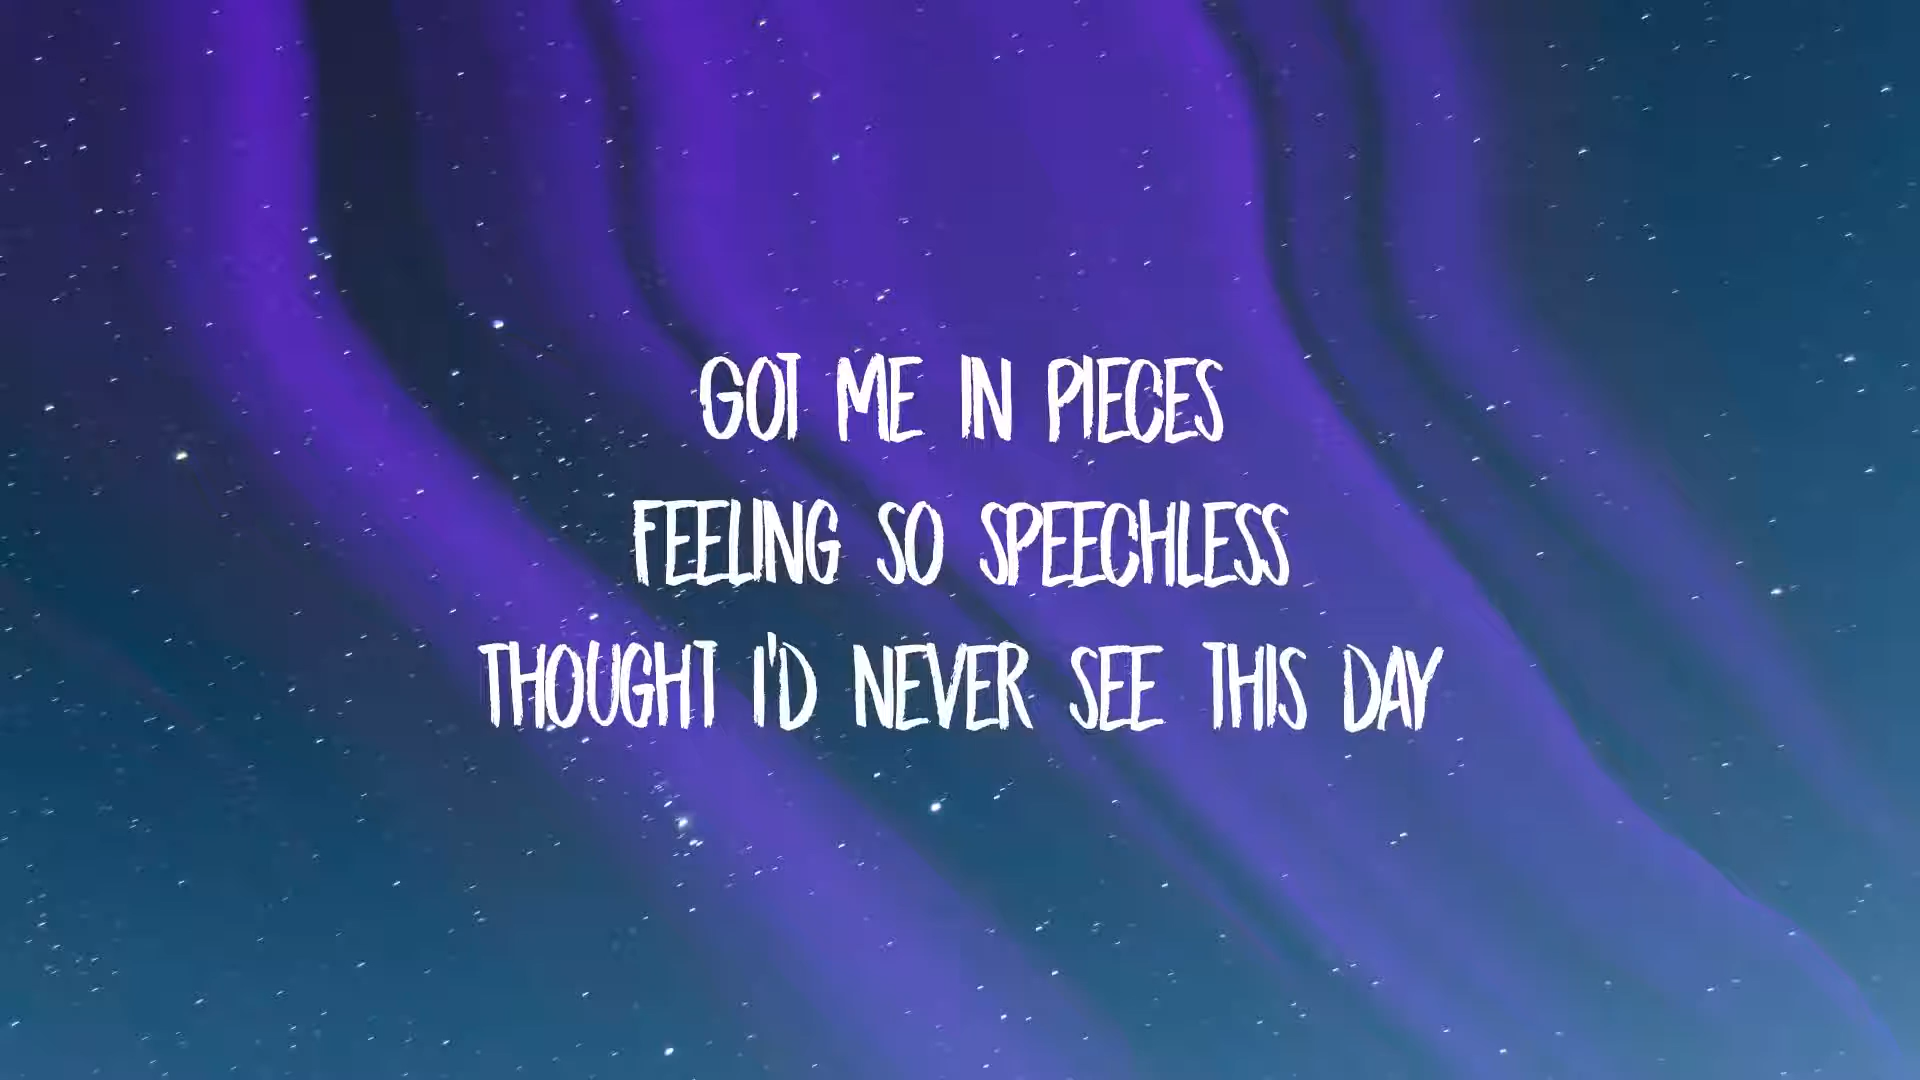 GOT ME IN PIECES
FEELING SO SPEECHLESS
THOUGHT I'D NEVER SEE THIS DAY